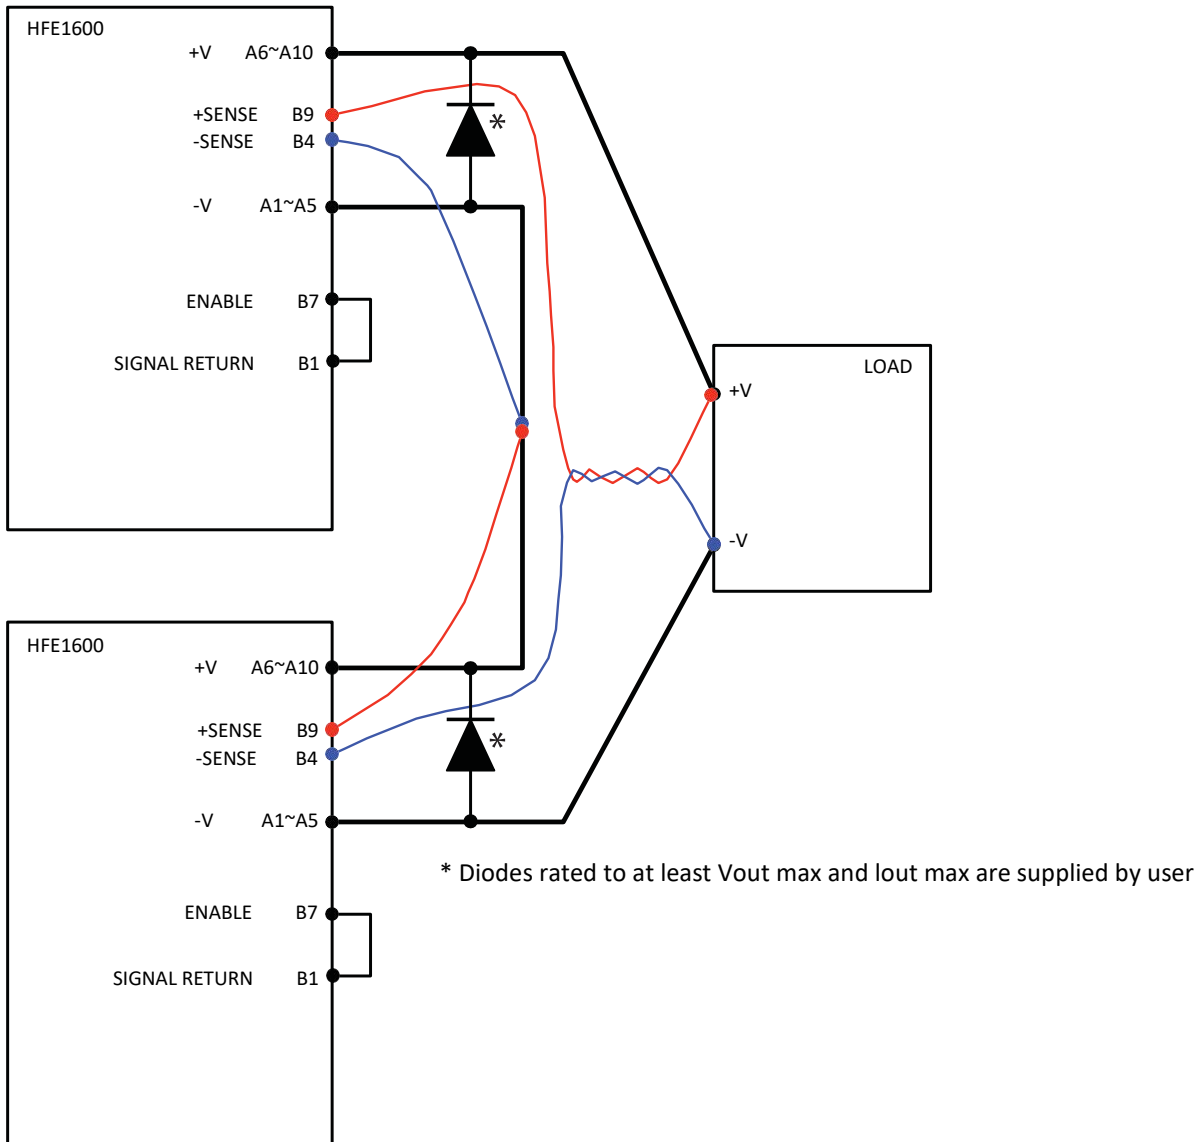 HFE1600
+V A6~A10
+SENSE B9
-SENSE B4
*
-V A1~A5
ENABLE B7
SIGNAL RETURN B1
LOAD
+V
-V
HFE1600
+V A6~A10
+SENSE B9
-SENSE B4
*
-V A1~A5
* Diodes rated to at least Vout max and Iout max are supplied by user
ENABLE B7
SIGNAL RETURN B1